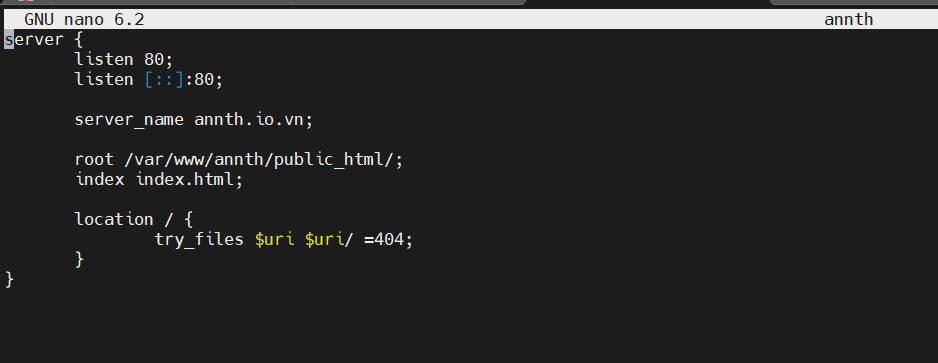 GNU nano 6.2 annth
server {
listen 80;
listen [::]:80;
server_name annth.io.vn;
root /var/www/annth/public_html/;
index index.html;
location / {
try_files $uri $uri/ =404;
}
}